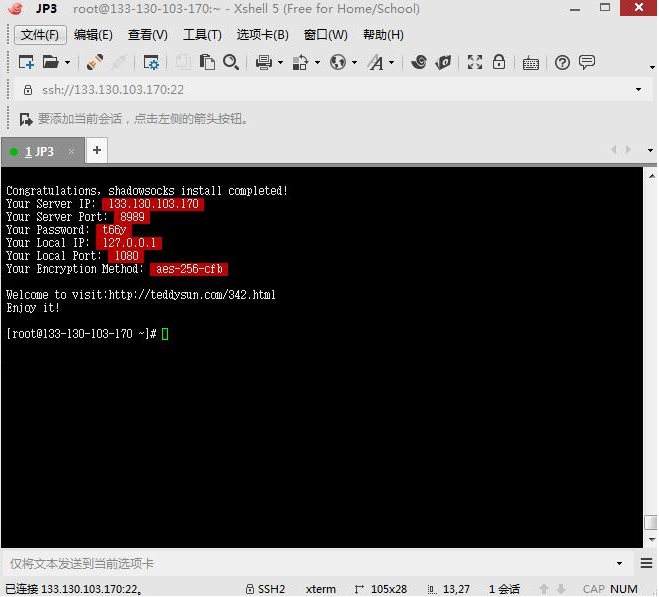 JP3 root@133-130-103-170:~ - Xshell 5 (Free for Home/School)
文件(F) 编辑(E) 查看(V) 工具(T) 选项卡(B) 窗口(W) 帮助(H)
ssh://133.130.103.170:22
要添加当前会话，点击左侧的箭头按钮。
1 JP3 × +
Congratulations, shadowsocks install completed!
Your Server IP: 133.130.103.170
Your Server Port: 8989
Your Password: t66y
Your Local IP: 127.0.0.1
Your Local Port: 1080
Your Encryption Method: aes-256-cfb
Welcome to visit:http://teddysun.com/342.html
Enjoy it!
[root@133-130-103-170 ~]#
仅将文本发送到当前选项卡
已连接 133.130.103.170:22。 SSH2 xterm 105x28 13,27 1 会话 CAP NUM